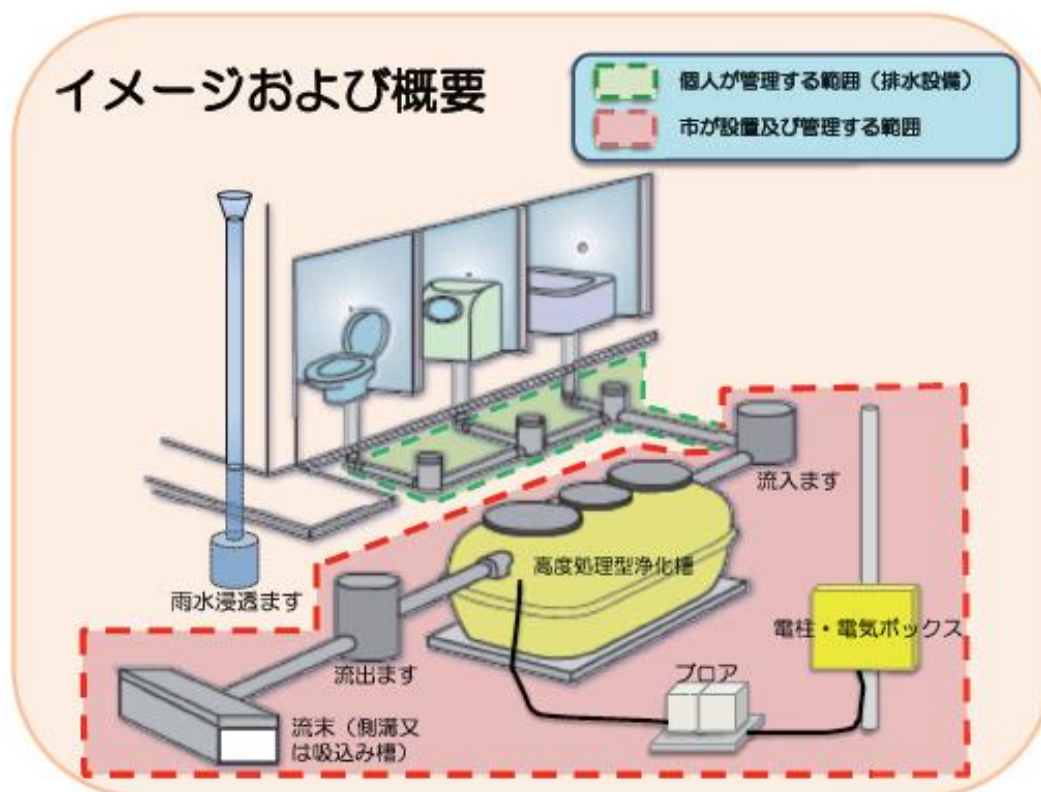 イメージおよび概要
個人が管理する範囲（排水設備）
市が設置及び管理する範囲
流入ます
高度処理型浄化槽
雨水浸透ます
電柱・電気ボックス
流出ます
ブロア
流末（側溝又
は吸込み槽）